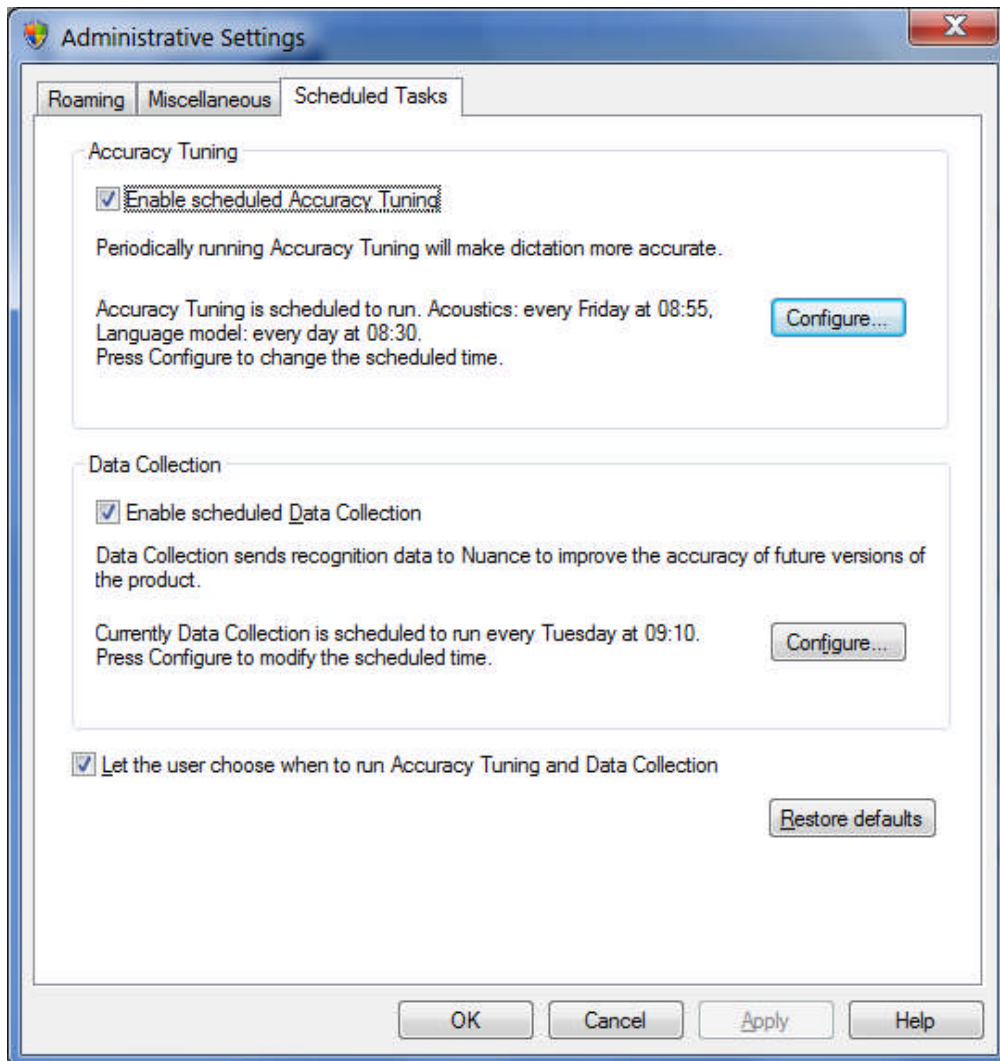 Administrative Settings
Roaming
Miscellaneous
Scheduled Tasks
Accuracy Tuning
Enable scheduled Accuracy Tuning
Periodically running Accuracy Tuning will make dictation more accurate.
Accuracy Tuning is scheduled to run. Acoustics: every Friday at 08:55,
Language model: every day at 08:30.
Press Configure to change the scheduled time.
Configure...
Data Collection
Enable scheduled Data Collection
Data Collection sends recognition data to Nuance to improve the accuracy of future versions of
the product.
Currently Data Collection is scheduled to run every Tuesday at 09:10.
Press Configure to modify the scheduled time.
Configure...
Let the user choose when to run Accuracy Tuning and Data Collection
Restore defaults
OK
Cancel
Apply
Help